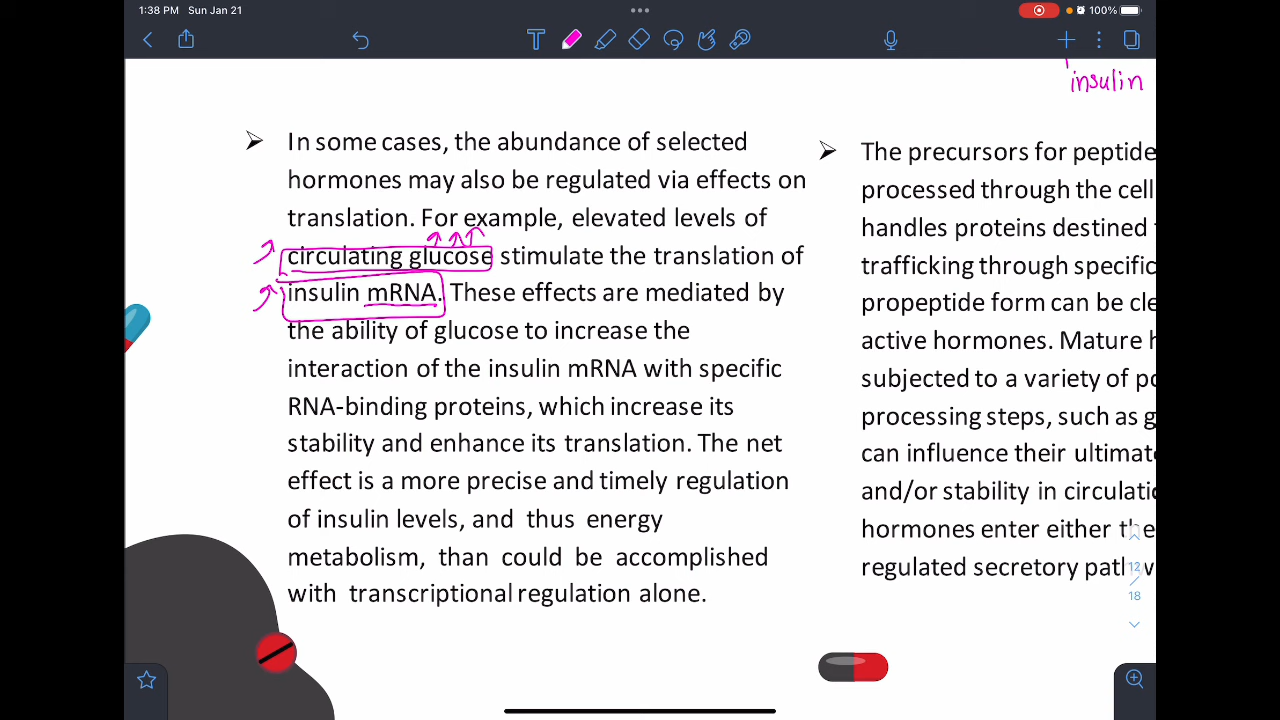 1:38 PM Sun Jan 21
100%
insulin
➢ In some cases, the abundance of selected
hormones may also be regulated via effects on
translation. For example, elevated levels of
circulating glucose stimulate the translation of
insulin mRNA. These effects are mediated by
the ability of glucose to increase the
interaction of the insulin mRNA with specific
RNA-binding proteins, which increase its
stability and enhance its translation. The net
effect is a more precise and timely regulation
of insulin levels, and thus energy
metabolism, than could be accomplished
with transcriptional regulation alone.
➢ The precursors for peptide
processed through the cell
handles proteins destined
trafficking through specific
propeptide form can be cle
active hormones. Mature h
subjected to a variety of po
processing steps, such as g
can influence their ultimate
and/or stability in circulatio
hormones enter either the
regulated secretory pathw
12
18